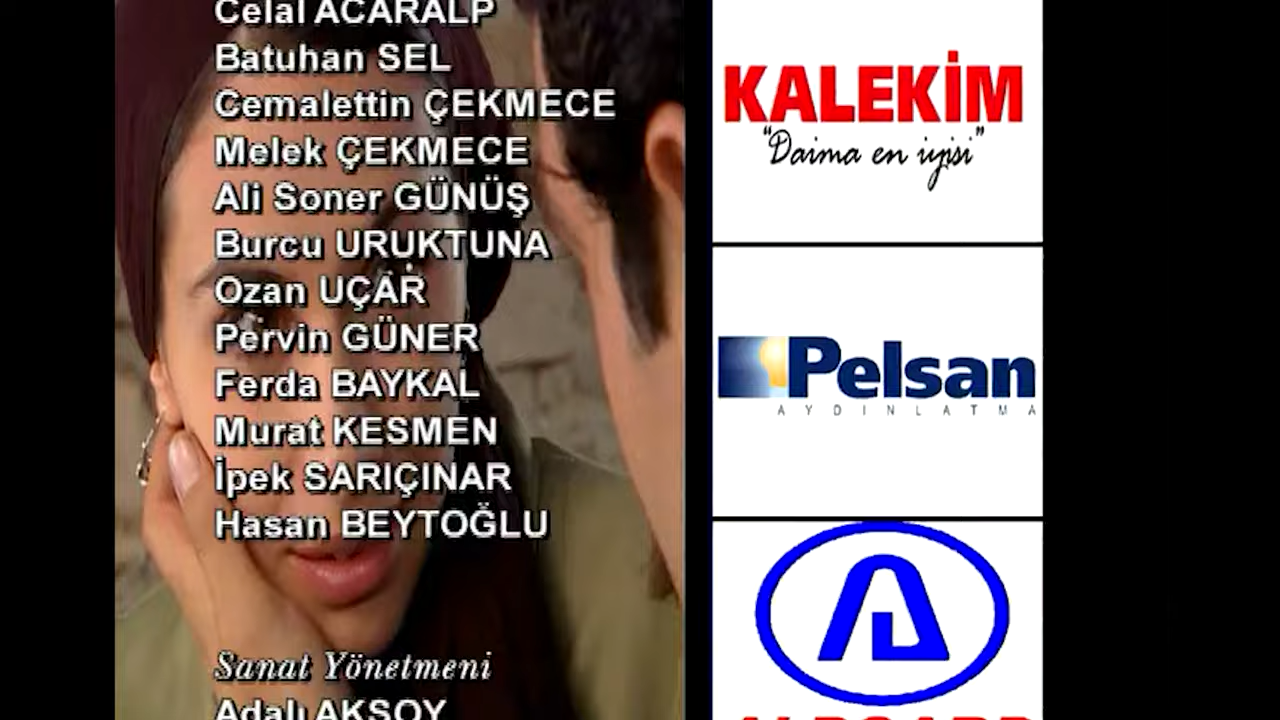 Celal ACARALP
Batuhan SEL
Cemalettin ÇEKMECE
Melek ÇEKMECE
Ali Soner GÜNÜŞ
Burcu URUKTUNA
Ozan UÇAR
Pervin GÜNER
Ferda BAYKAL
Murat KESMEN
İpek SARIÇINAR
Hasan BEYTOĞLU
Sanat Yönetmeni
Adalı AKSOY
KALEKİM
"Daima en iyisi"
Pelsan
AYDINLATMA